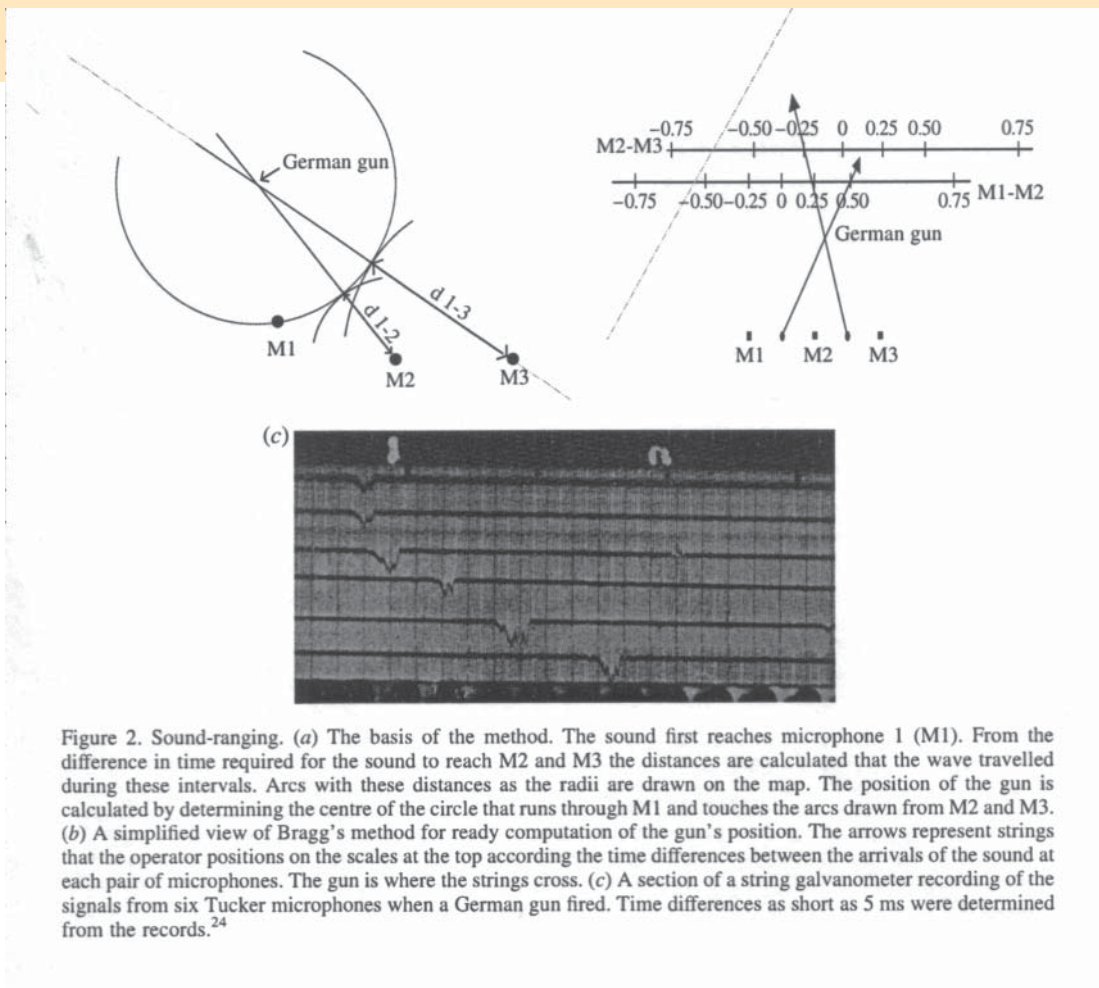 German gun
d 1-2
d 1-3
M1
M2
M3
M2-M3
−0.75 −0.50 −0.25 0 0.25 0.50 0.75
−0.75 −0.50 −0.25 0 0.25 0.50 0.75 M1-M2
German gun
M1 M2 M3
(c)
Figure 2. Sound-ranging. (a) The basis of the method. The sound first reaches microphone 1 (M1). From the
difference in time required for the sound to reach M2 and M3 the distances are calculated that the wave travelled
during these intervals. Arcs with these distances as the radii are drawn on the map. The position of the gun is
calculated by determining the centre of the circle that runs through M1 and touches the arcs drawn from M2 and M3.
(b) A simplified view of Bragg's method for ready computation of the gun's position. The arrows represent strings
that the operator positions on the scales at the top according the time differences between the arrivals of the sound at
each pair of microphones. The gun is where the strings cross. (c) A section of a string galvanometer recording of the
signals from six Tucker microphones when a German gun fired. Time differences as short as 5 ms were determined
from the records.24